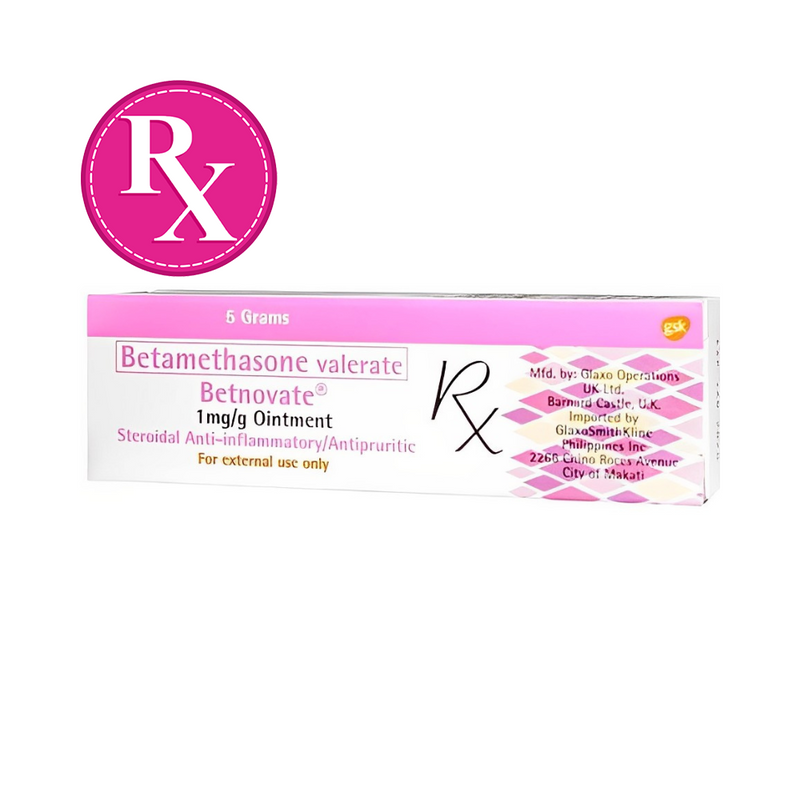 RX
5 Grams
gsk
Betamethasone valerate
Betnovate®
1mg/g Ointment
Steroidal Anti-inflammatory/Antipruritic
For external use only
Rx
Mfd. by: Glaxo Operations
UK Ltd.
Barnard Castle, U.K.
Imported by
GlaxoSmithKline
Philippines Inc
2266 Chino Roces Avenue
City of Makati